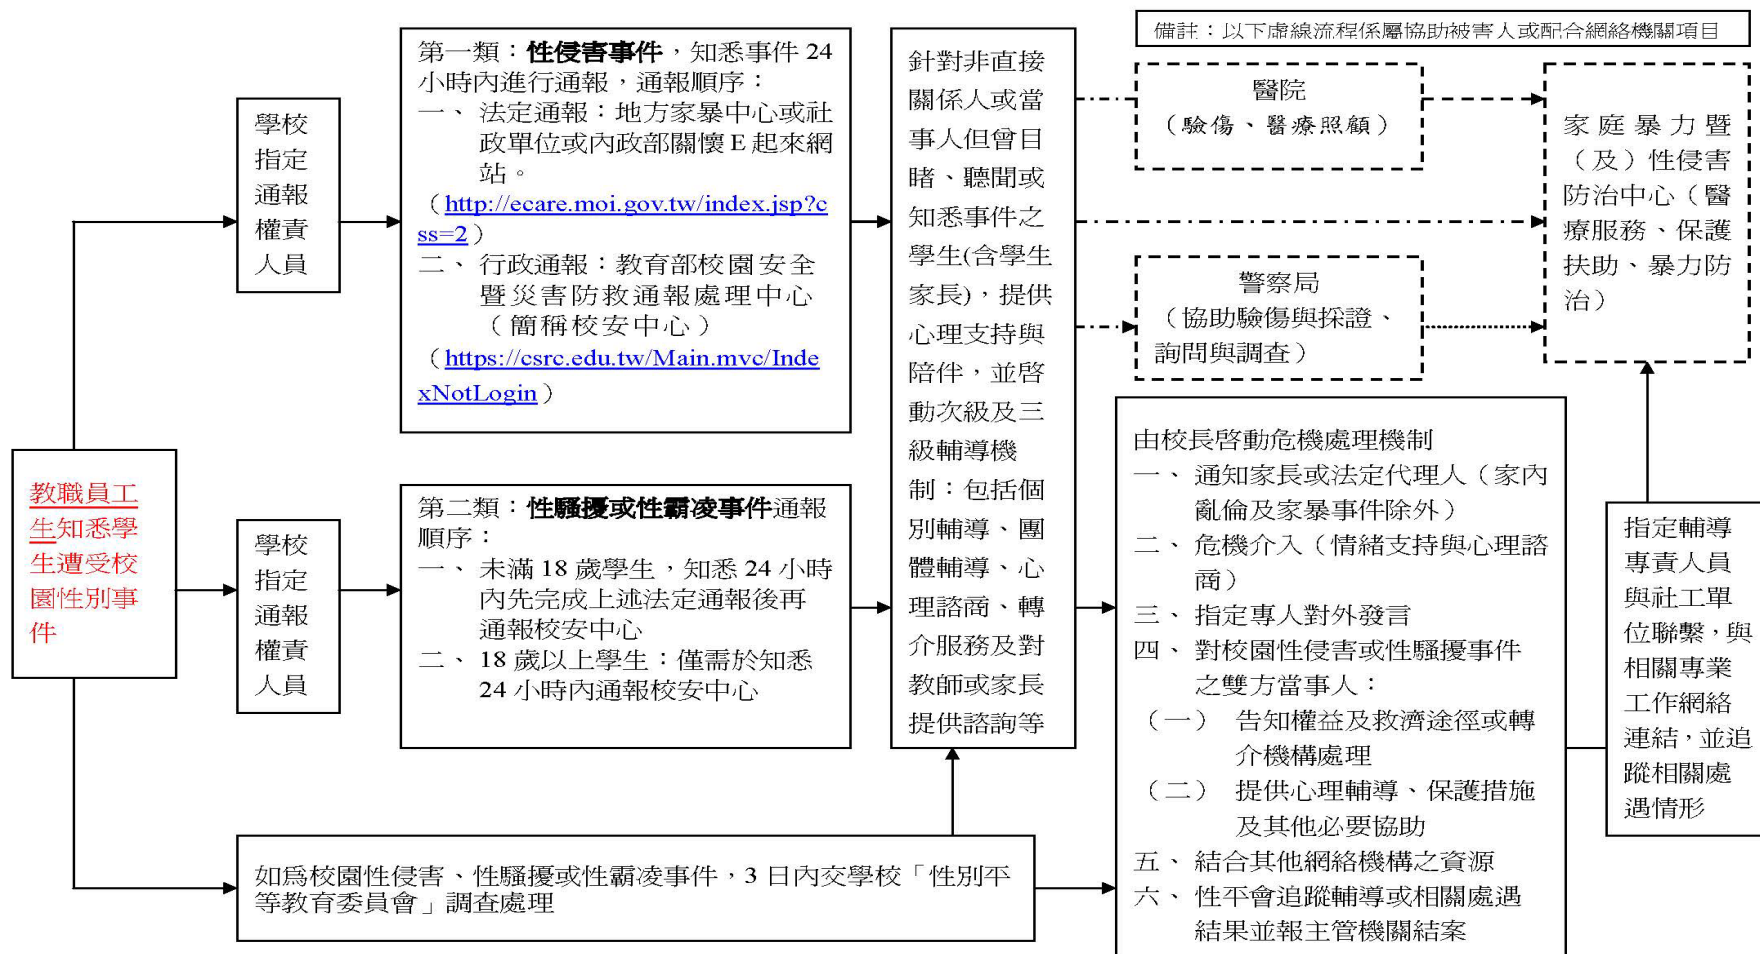 備註：以下虛線流程係屬協助被害人或配合網絡機關項目
教職員工
生知悉學
生遭受校
園性別事
件
學校
指定
通報
權責
人員
第一類：性侵害事件，知悉事件 24
小時內進行通報，通報順序：
一、 法定通報：地方家暴中心或社
政單位或內政部關懷 E 起來網
站。
（http://ecare.moi.gov.tw/index.jsp?c
ss=2）
二、 行政通報：教育部校園安全
暨災害防救通報處理中心
（簡稱校安中心）
（https://csrc.edu.tw/Main.mvc/Inde
xNotLogin）
學校
指定
通報
權責
人員
第二類：性騷擾或性霸凌事件通報
順序：
一、 未滿 18 歲學生，知悉 24 小時
內先完成上述法定通報後再
通報校安中心
二、 18 歲以上學生：僅需於知悉
24 小時內通報校安中心
如為校園性侵害、性騷擾或性霸凌事件，3 日內交學校「性別平
等教育委員會」調查處理
針對非直接
關係人或當
事人但曾目
睹、聽聞或
知悉事件之
學生(含學生
家長)，提供
心理支持與
陪伴，並啓
動次級及三
級輔導機
制：包括個
別輔導、團
體輔導、心
理諮商、轉
介服務及對
教師或家長
提供諮詢等
醫院
（驗傷、醫療照顧）
警察局
（協助驗傷與採證、
詢問與調查）
家庭暴力暨
（及）性侵害
防治中心（醫
療服務、保護
扶助、暴力防
治）
由校長啓動危機處理機制
一、 通知家長或法定代理人（家內
亂倫及家暴事件除外）
二、 危機介入（情緒支持與心理諮
商）
三、 指定專人對外發言
四、 對校園性侵害或性騷擾事件
之雙方當事人：
（一） 告知權益及救濟途徑或轉
介機構處理
（二） 提供心理輔導、保護措施
及其他必要協助
五、 結合其他網絡機構之資源
六、 性平會追蹤輔導或相關處遇
結果並報主管機關結案
指定輔導
專責人員
與社工單
位聯繫，與
相關專業
工作網絡
連結，並追
蹤相關處
遇情形